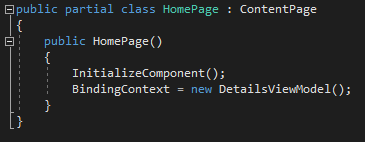 public partial class HomePage : ContentPage
{
public HomePage()
{
InitializeComponent();
BindingContext = new DetailsViewModel();
}
}